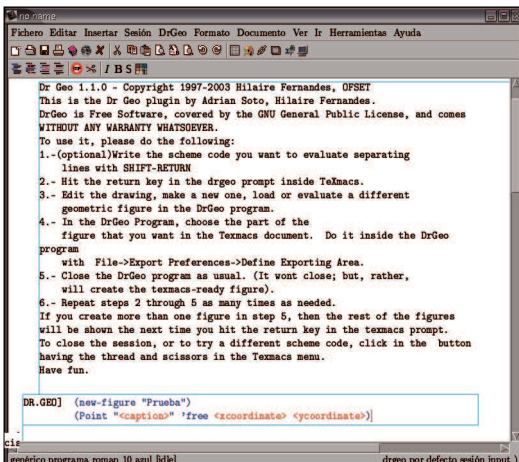 no name
Fichero Editar Insertar Sesión DrGeo Formato Documento Ver Ir Herramientas Ayuda
I B S
Dr Geo 1.1.0 - Copyright 1997-2003 Hilaire Fernandes, OFSET
This is the Dr Geo plugin by Adrian Soto, Hilaire Fernandes.
DrGeo is Free Software, covered by the GNU General Public License, and comes
WITHOUT ANY WARRANTY WHATSOEVER.
To use it, please do the following:
1.-(optional)Write the scheme code you want to evaluate separating
lines with SHIFT-RETURN
2.- Hit the return key in the drgeo prompt inside TeXmacs.
3.- Edit the drawing, make a new one, load or evaluate a different
geometric figure in the DrGeo program.
4.- In the DrGeo Program, choose the part of the
figure that you want in the Texmacs document. Do it inside the DrGeo
program
with File->Export Preferences->Define Exporting Area.
5.- Close the DrGeo program as usual. (It wont close; but, rather,
will create the texmacs-ready figure).
6.- Repeat steps 2 through 5 as many times as needed.
If you create more than one figure in step 5, then the rest of the figures
will be shown the next time you hit the return key in the texmacs prompt.
To close the session, or to try a different scheme code, click in the button
having the thread and scissors in the Texmacs menu.
Have fun.
DR.GEO] (new-figure "Prueba")
(Point "<caption>" 'free <xcoordinate> <ycoordinate>)
cis
genérico programa roman 10 azul [idle] drgeo por defecto sesión input )